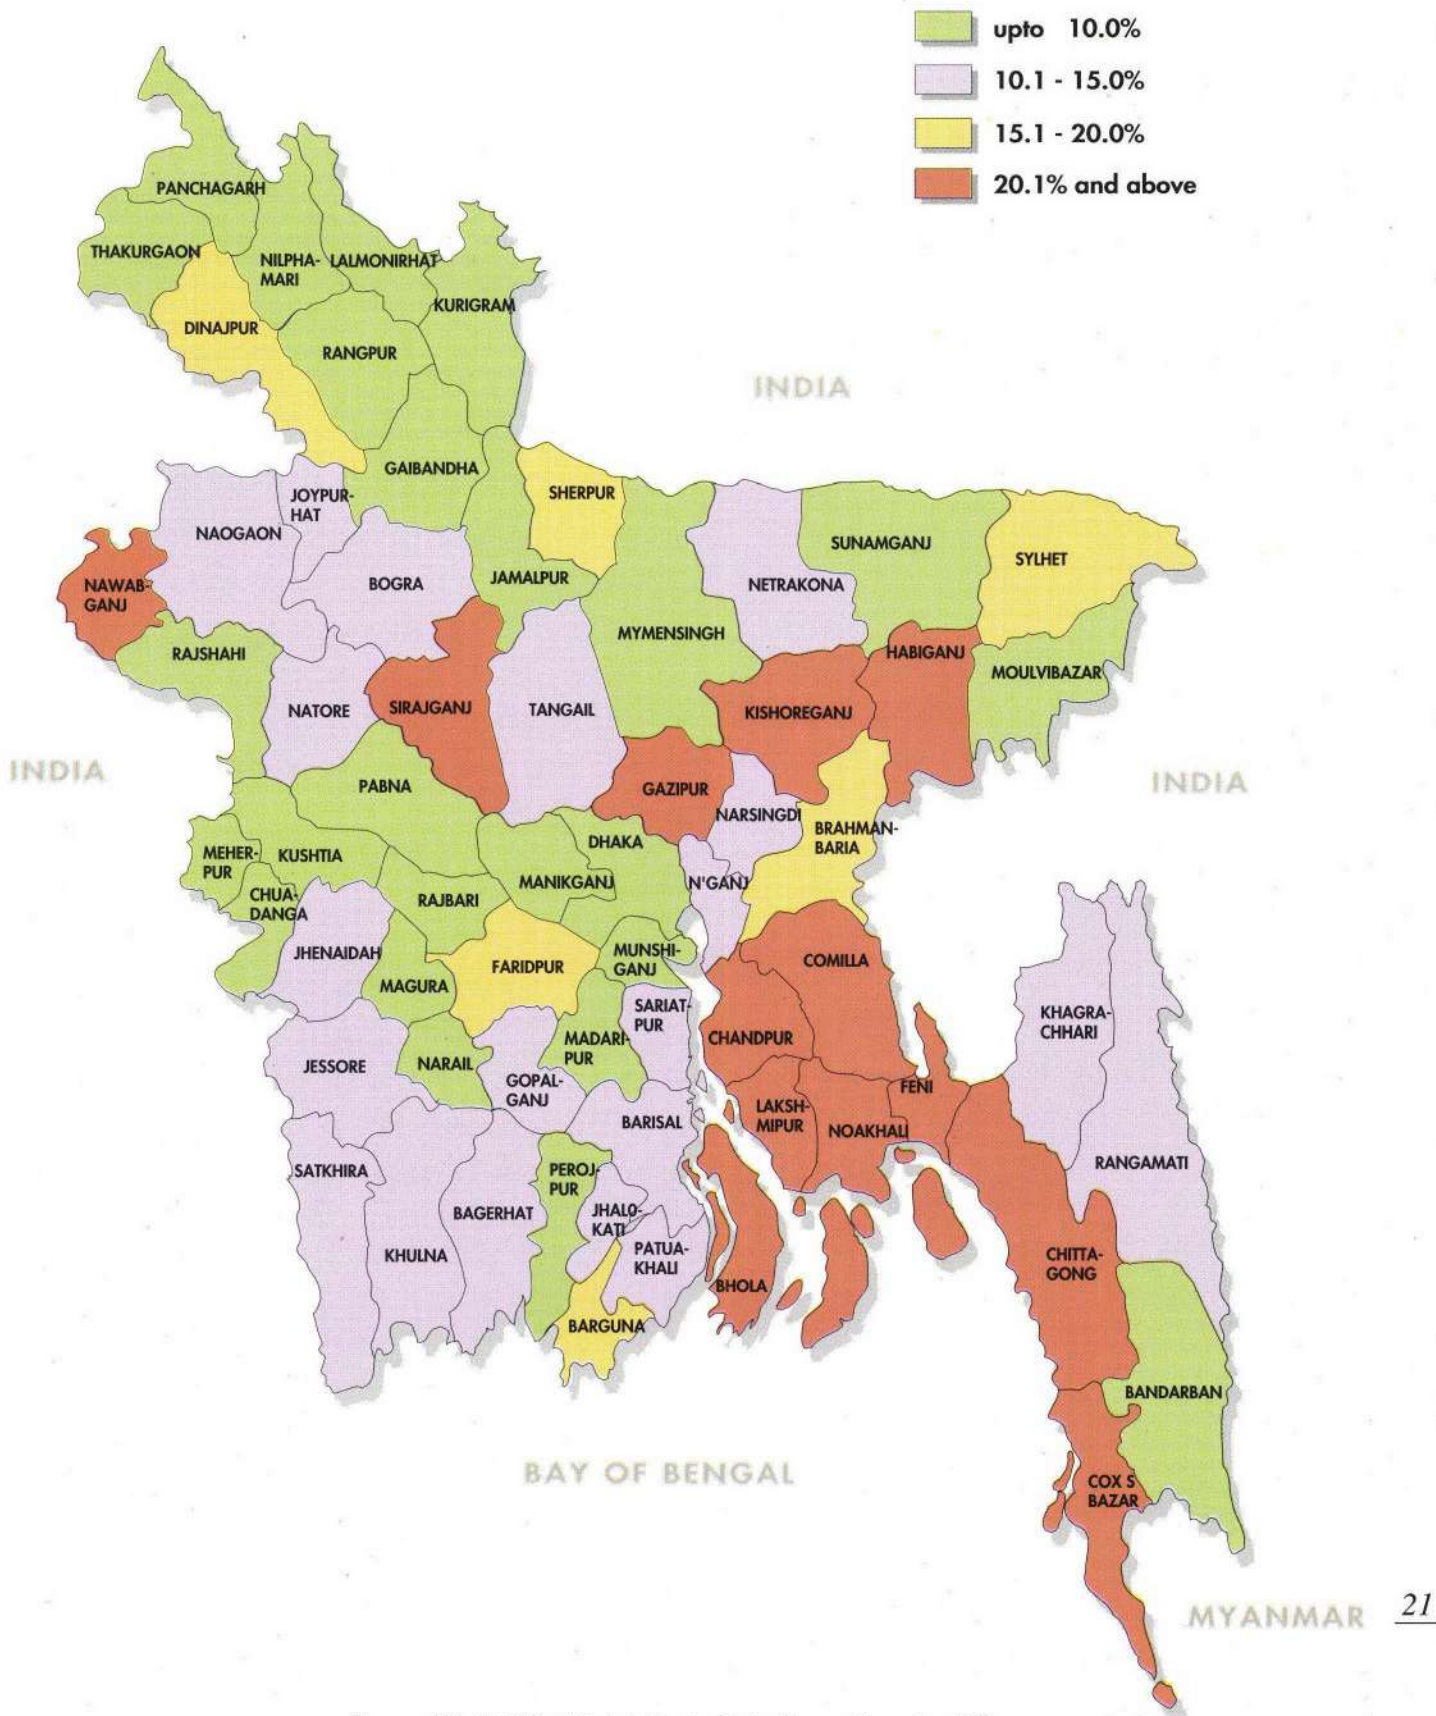 upto 10.0%
10.1 - 15.0%
15.1 - 20.0%
20.1% and above
PANCHAGARH
THAKURGAON
NILPHA-
MARI
LALMONIRHAT
KURIGRAM
DINAJPUR
RANGPUR
INDIA
GAIBANDHA
SHERPUR
JOYPUR-
HAT
NAOGAON
SUNAMGANJ
SYLHET
NAWAB-
GANJ
BOGRA
JAMALPUR
NETRAKONA
MYMENSINGH
RAJSHAHI
HABIGANJ
MOULVIBAZAR
NATORE
SIRAJGANJ
TANGAIL
KISHOREGANJ
INDIA
PABNA
GAZIPUR
INDIA
NARSINGDI
BRAHMAN-
BARIA
DHAKA
MEHER-
PUR
KUSHTIA
MANIKGANJ
N'GANJ
CHUA-
DANGA
RAJBARI
JHENAIDAH
FARIDPUR
MUNSHI-
GANJ
COMILLA
MAGURA
SARIAT-
PUR
KHAGRA-
CHHARI
CHANDPUR
MADARI-
PUR
JESSORE
NARAIL
GOPAL-
GANJ
FENI
LAKSH-
MIPUR
BARISAL
NOAKHALI
SATKHIRA
PEROJ-
PUR
RANGAMATI
BAGERHAT
JHALO-
KATI
KHULNA
PATUA-
KHALI
CHITTA-
GONG
BHOLA
BARGUNA
BANDARBAN
BAY OF BENGAL
COX S
BAZAR
MYANMAR
21